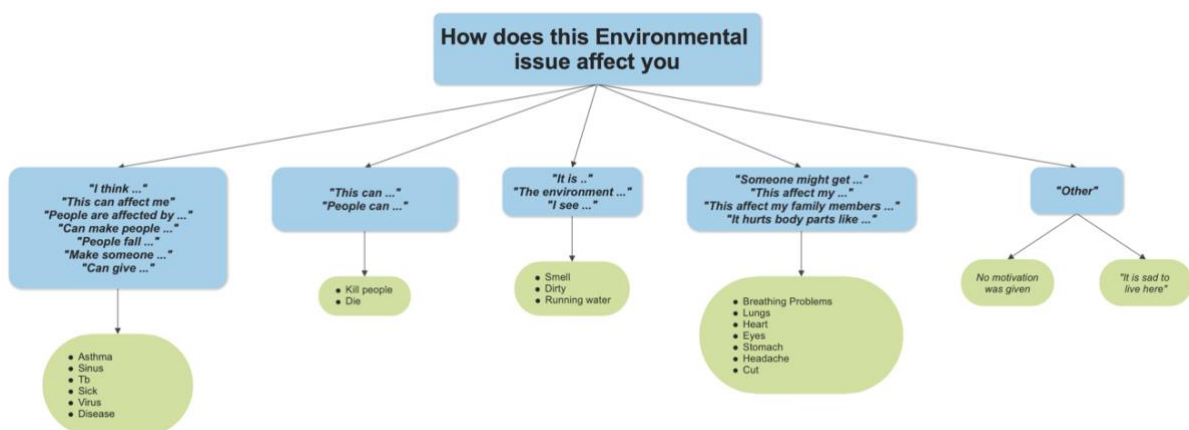 How does this Environmental
issue affect you
"I think ..."
"This can affect me"
"People are affected by ..."
"Can make people ..."
"People fall ..."
"Make someone ..."
"Can give ..."
● Asthma
● Sinus
● Tb
● Sick
● Virus
● Disease
"This can ..."
"People can ..."
● Kill people
● Die
"It is .."
"The environment ..."
"I see ..."
● Smell
● Dirty
● Running water
"Someone might get ..."
"This affect my ..."
"This affect my family members ..."
"It hurts body parts like ..."
● Breathing Problems
● Lungs
● Heart
● Eyes
● Stomach
● Headache
● Cut
"Other"
No motivation
was given
"It is sad to
live here"